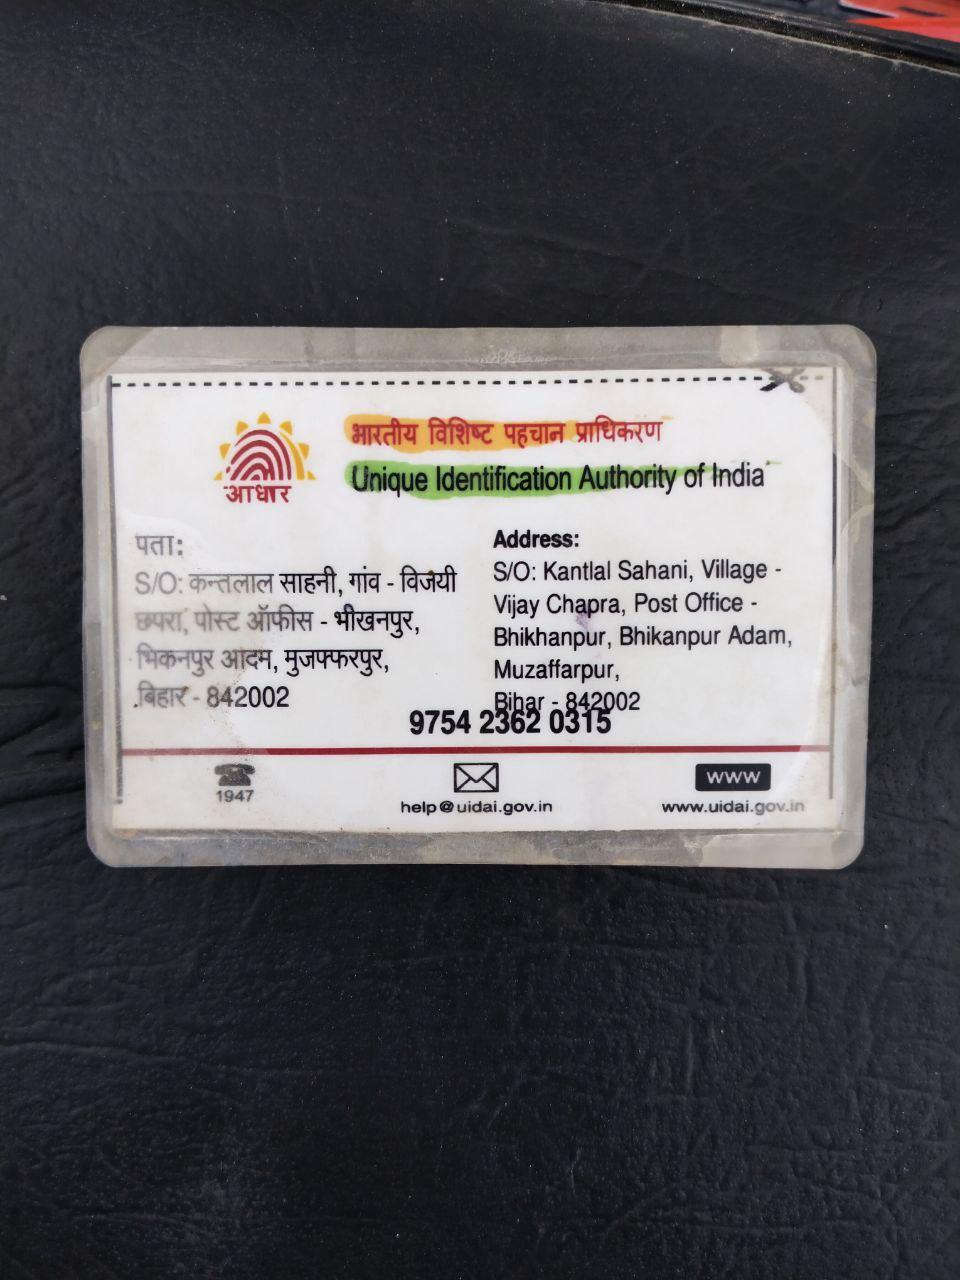 आधार
भारतीय विशिष्ट पहचान प्राधिकरण
Unique Identification Authority of India
पता:
S/O: कन्तलाल साहनी, गांव - विजयी
छपरा, पोस्ट ऑफीस - भीखनपुर,
भिकनपुर आदम, मुजफ्फरपुर,
बिहार - 842002
Address:
S/O: Kantlal Sahani, Village -
Vijay Chapra, Post Office -
Bhikhanpur, Bhikanpur Adam,
Muzaffarpur,
Bihar - 842002
9754 2362 0315
1947
help@uidai.gov.in
www
www.uidai.gov.in